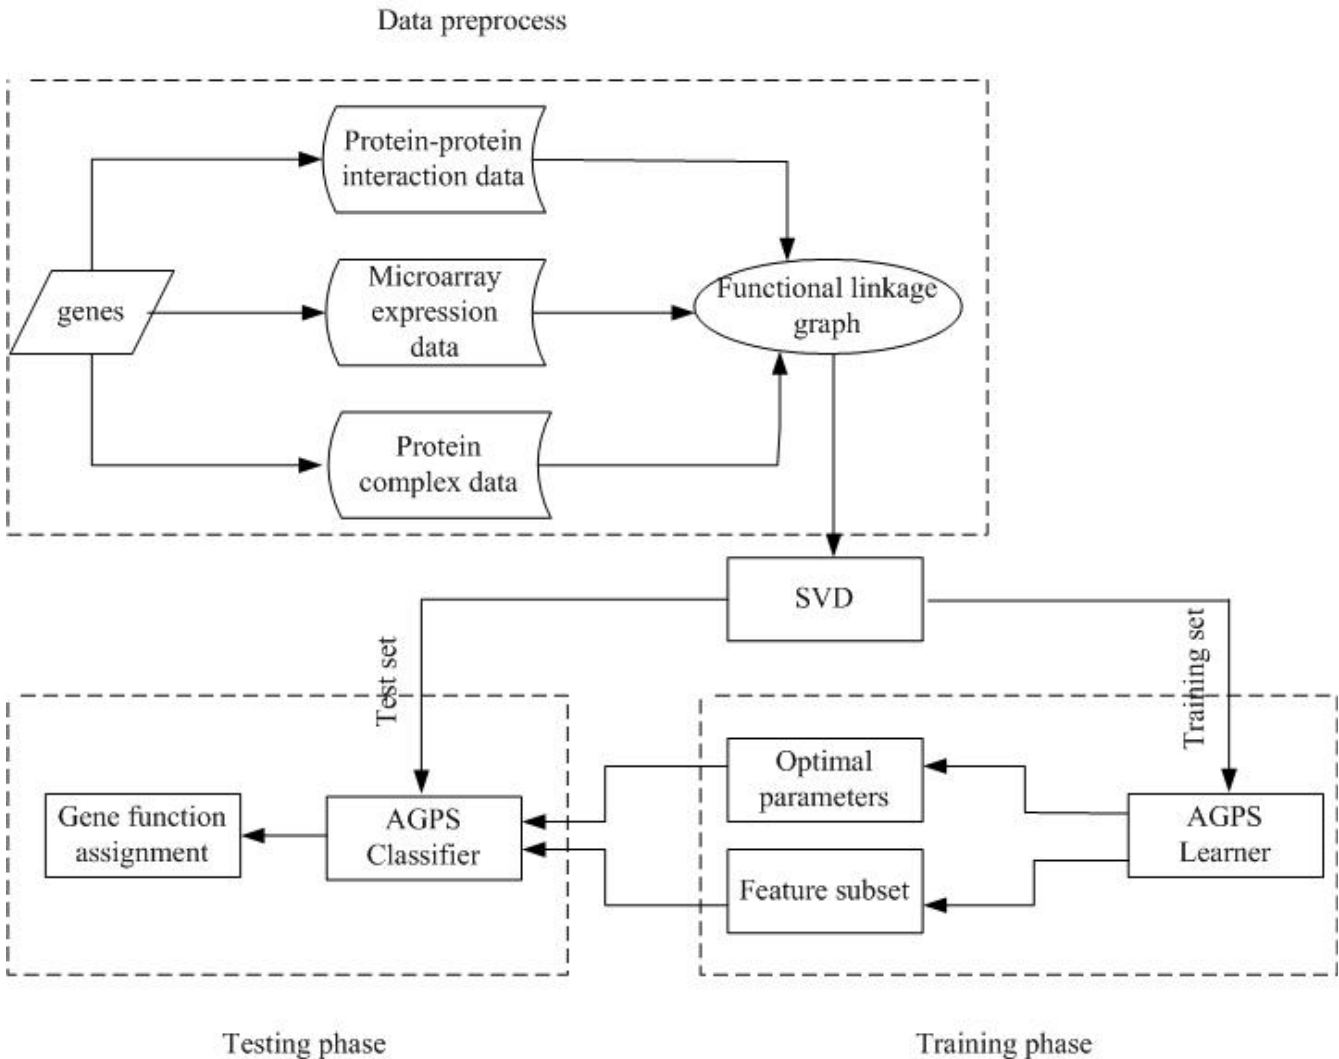 Data preprocess
Protein-protein
interaction data
genes
Microarray
expression
data
Functional linkage
graph
Protein
complex data
SVD
Test set
Training set
Optimal
parameters
Gene function
assignment
AGPS
Classifier
AGPS
Learner
Feature subset
Testing phase
Training phase